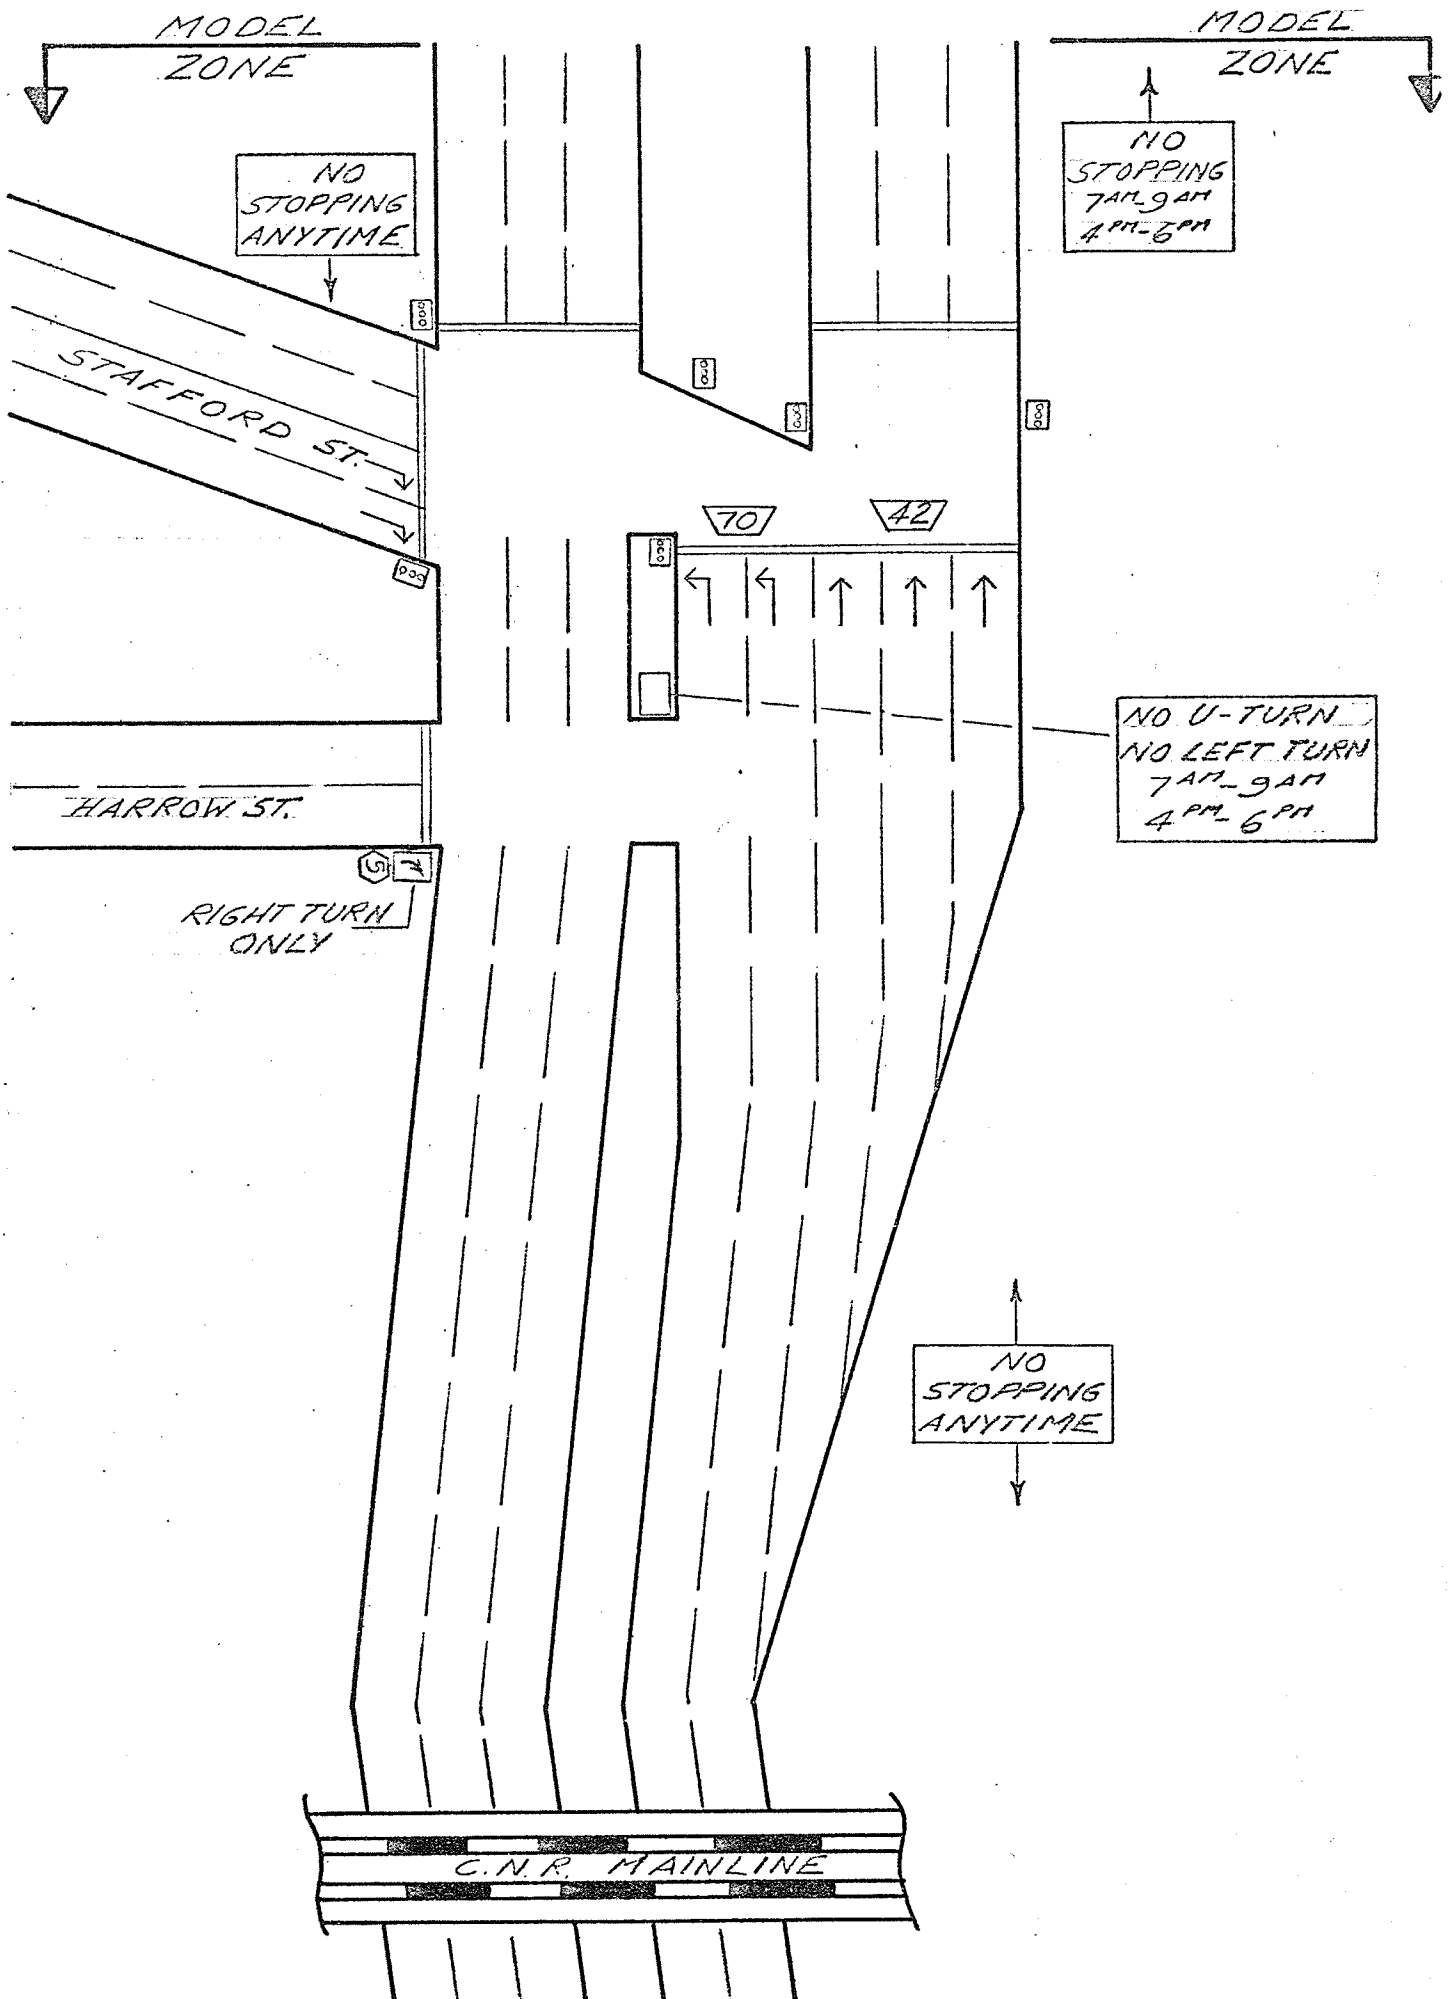 MODEL
ZONE
MODEL
ZONE
NO
STOPPING
ANYTIME
NO
STOPPING
7AM-9AM
4PM-6PM
STAFFORD ST.
70
42
NO U-TURN
NO LEFT TURN
7AM-9AM
4PM-6PM
HARROW ST.
S
RIGHT TURN
ONLY
NO
STOPPING
ANYTIME
C.N.R. MAINLINE